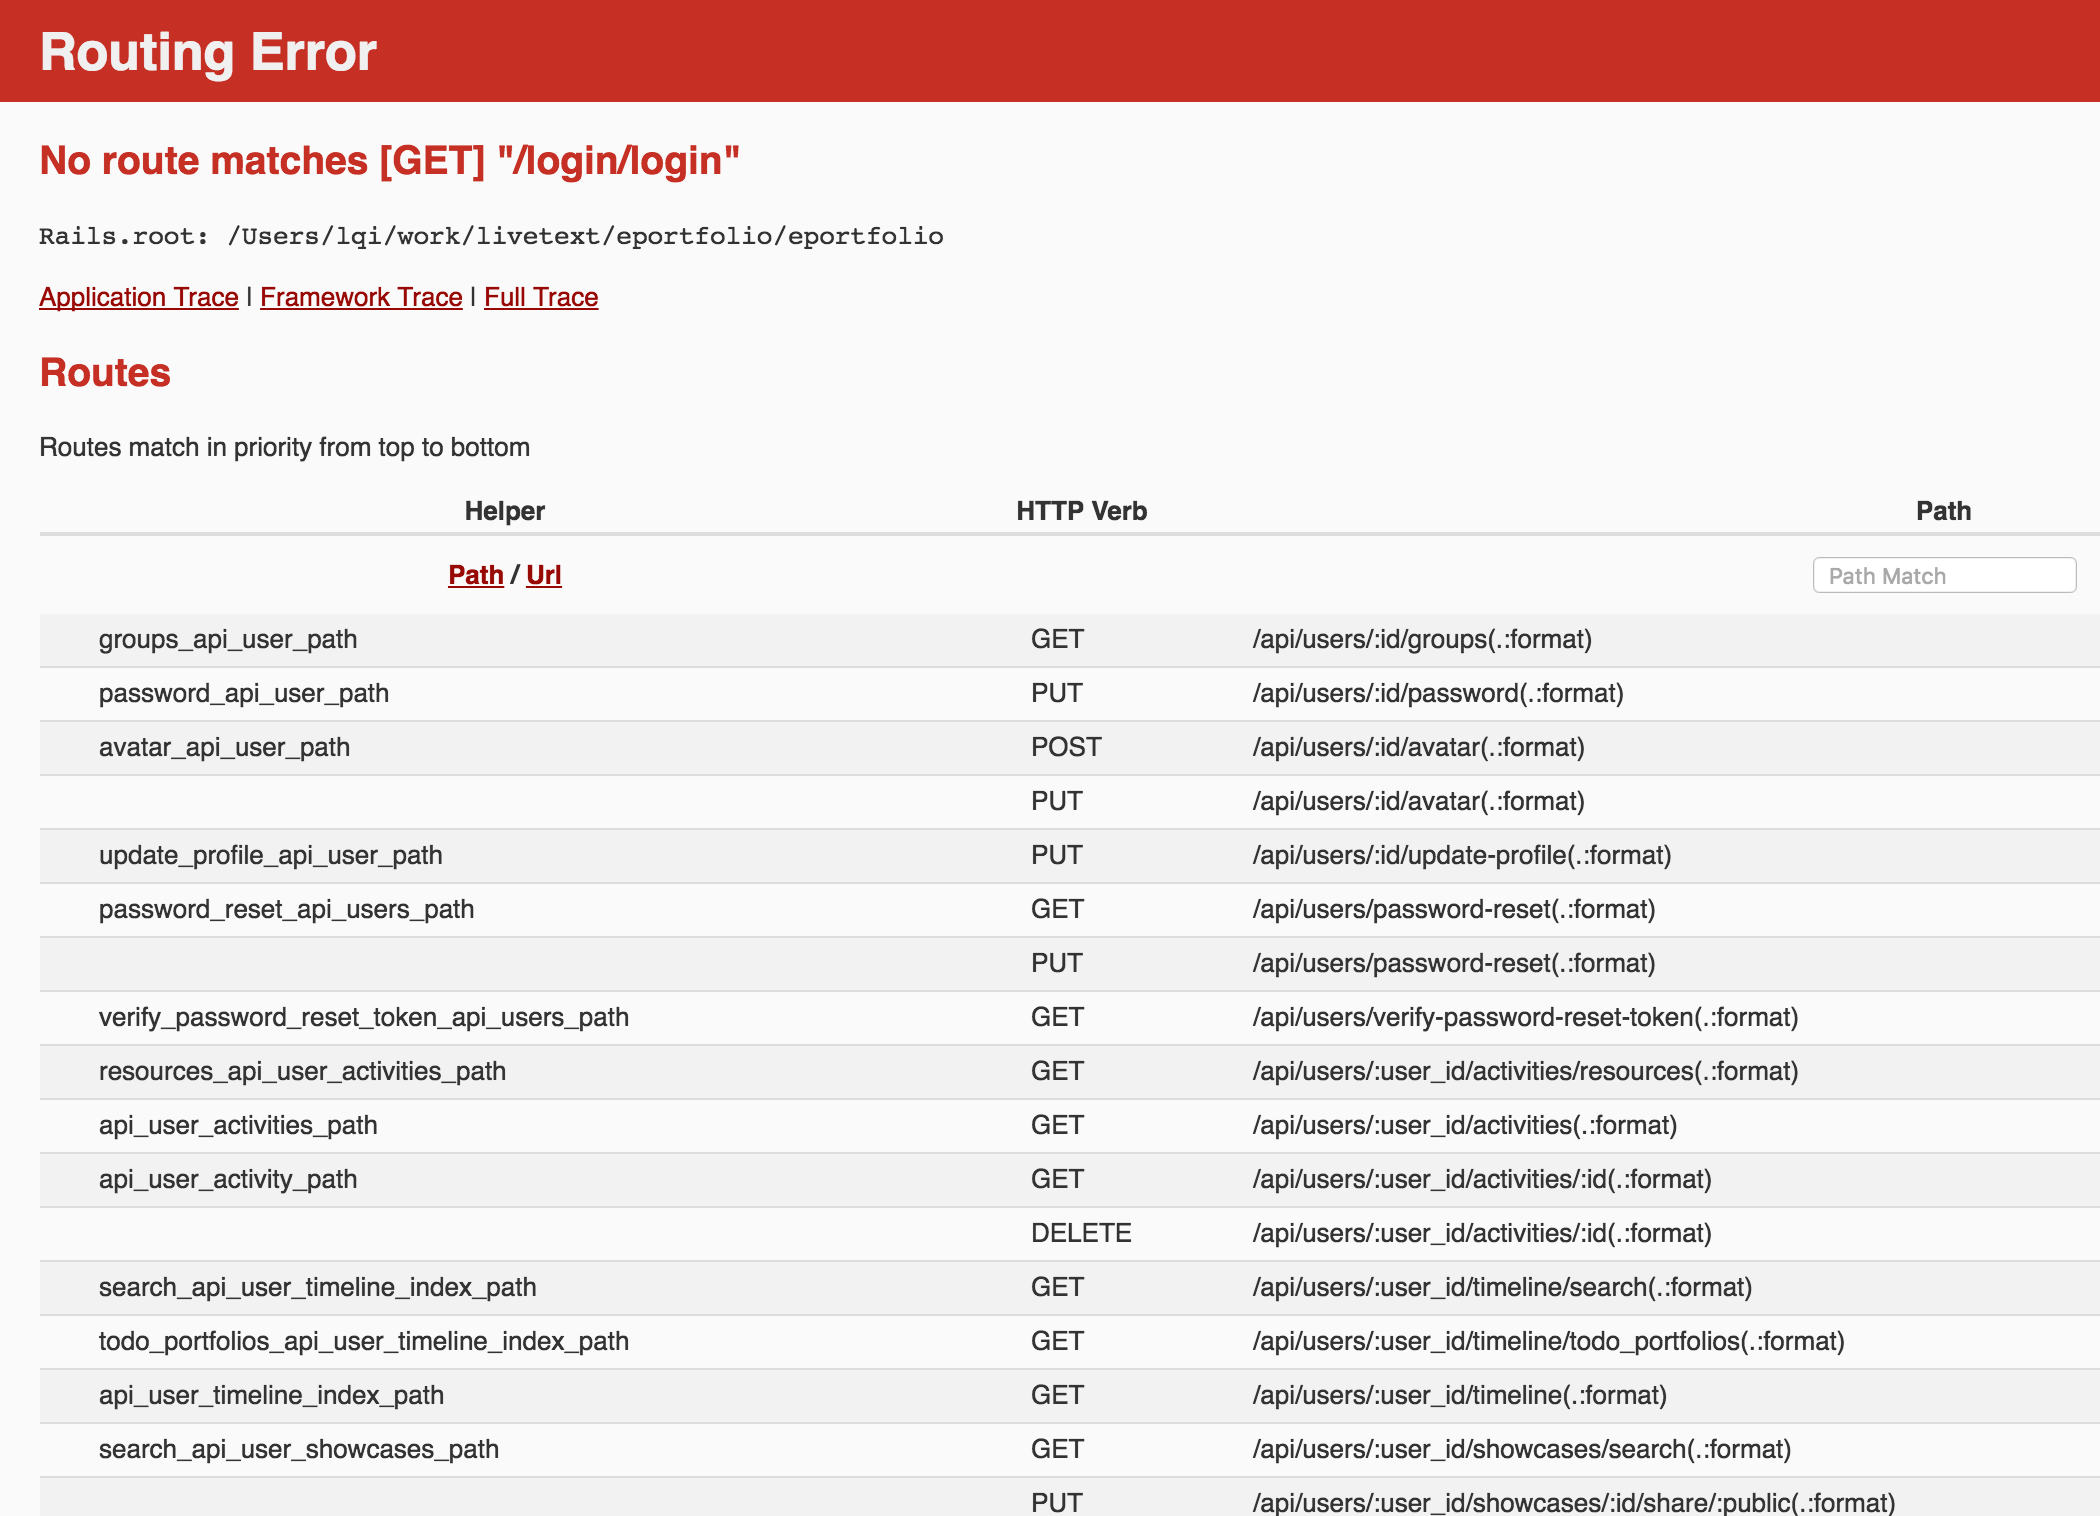 Routing Error
No route matches [GET] "/login/login"
Rails.root: /Users/lqi/work/livetext/eportfolio/eportfolio
Application Trace | Framework Trace | Full Trace
Routes
Routes match in priority from top to bottom
Helper HTTP Verb Path
Path / Url Path Match
groups_api_user_path GET /api/users/:id/groups(.:format)
password_api_user_path PUT /api/users/:id/password(.:format)
avatar_api_user_path POST /api/users/:id/avatar(.:format)
PUT /api/users/:id/avatar(.:format)
update_profile_api_user_path PUT /api/users/:id/update-profile(.:format)
password_reset_api_users_path GET /api/users/password-reset(.:format)
PUT /api/users/password-reset(.:format)
verify_password_reset_token_api_users_path GET /api/users/verify-password-reset-token(.:format)
resources_api_user_activities_path GET /api/users/:user_id/activities/resources(.:format)
api_user_activities_path GET /api/users/:user_id/activities(.:format)
api_user_activity_path GET /api/users/:user_id/activities/:id(.:format)
DELETE /api/users/:user_id/activities/:id(.:format)
search_api_user_timeline_index_path GET /api/users/:user_id/timeline/search(.:format)
todo_portfolios_api_user_timeline_index_path GET /api/users/:user_id/timeline/todo_portfolios(.:format)
api_user_timeline_index_path GET /api/users/:user_id/timeline(.:format)
search_api_user_showcases_path GET /api/users/:user_id/showcases/search(.:format)
PUT /api/users/:user_id/showcases/:id/share/:public(.:format)